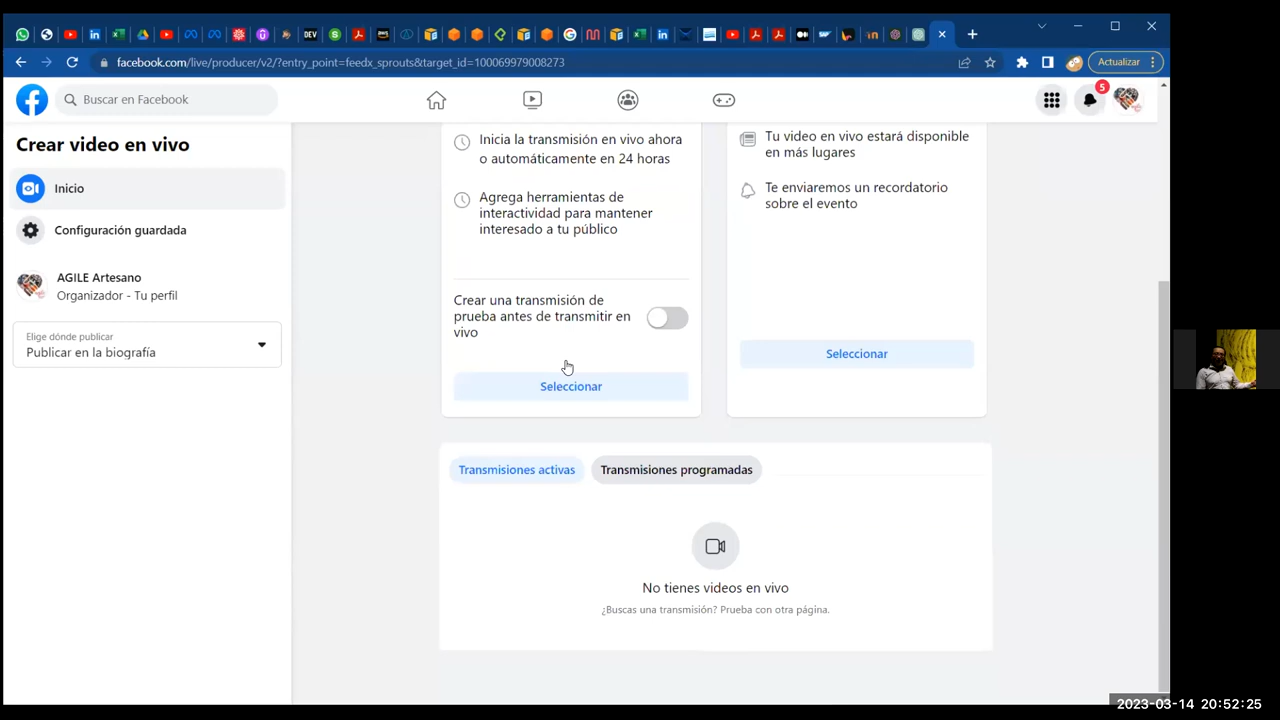 facebook.com/live/producer/v2/?entry_point=feedx_sprouts&target_id=100069979008273
Actualizar
Buscar en Facebook
5
Crear video en vivo
Inicio
Configuración guardada
AGILE Artesano
Organizador - Tu perfil
Elige dónde publicar
Publicar en la biografía
Inicia la transmisión en vivo ahora
o automáticamente en 24 horas
Agrega herramientas de
interactividad para mantener
interesado a tu público
Crear una transmisión de
prueba antes de transmitir en
vivo
Seleccionar
Tu video en vivo estará disponible
en más lugares
Te enviaremos un recordatorio
sobre el evento
Seleccionar
Transmisiones activas
Transmisiones programadas
No tienes videos en vivo
¿Buscas una transmisión? Prueba con otra página.
2023-03-14 20:52:25